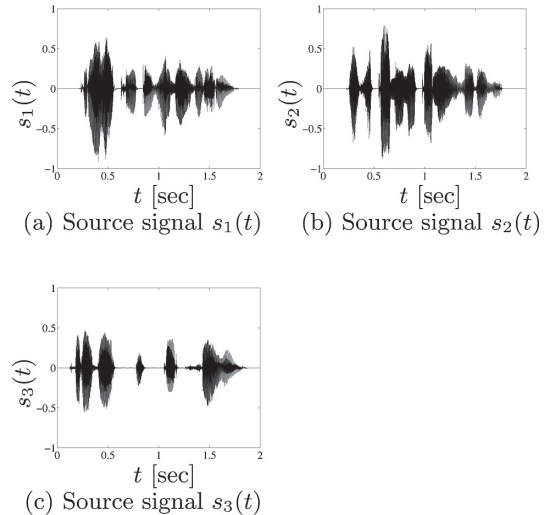 1
0.5
0
−0.5
−1
s₁(t)
0 0.5 1 1.5 2
t [sec]
(a) Source signal s₁(t)
1
0.5
0
−0.5
−1
s₂(t)
0 0.5 1 1.5 2
t [sec]
(b) Source signal s₂(t)
1
0.5
0
−0.5
−1
s₃(t)
0 0.5 1 1.5 2
t [sec]
(c) Source signal s₃(t)